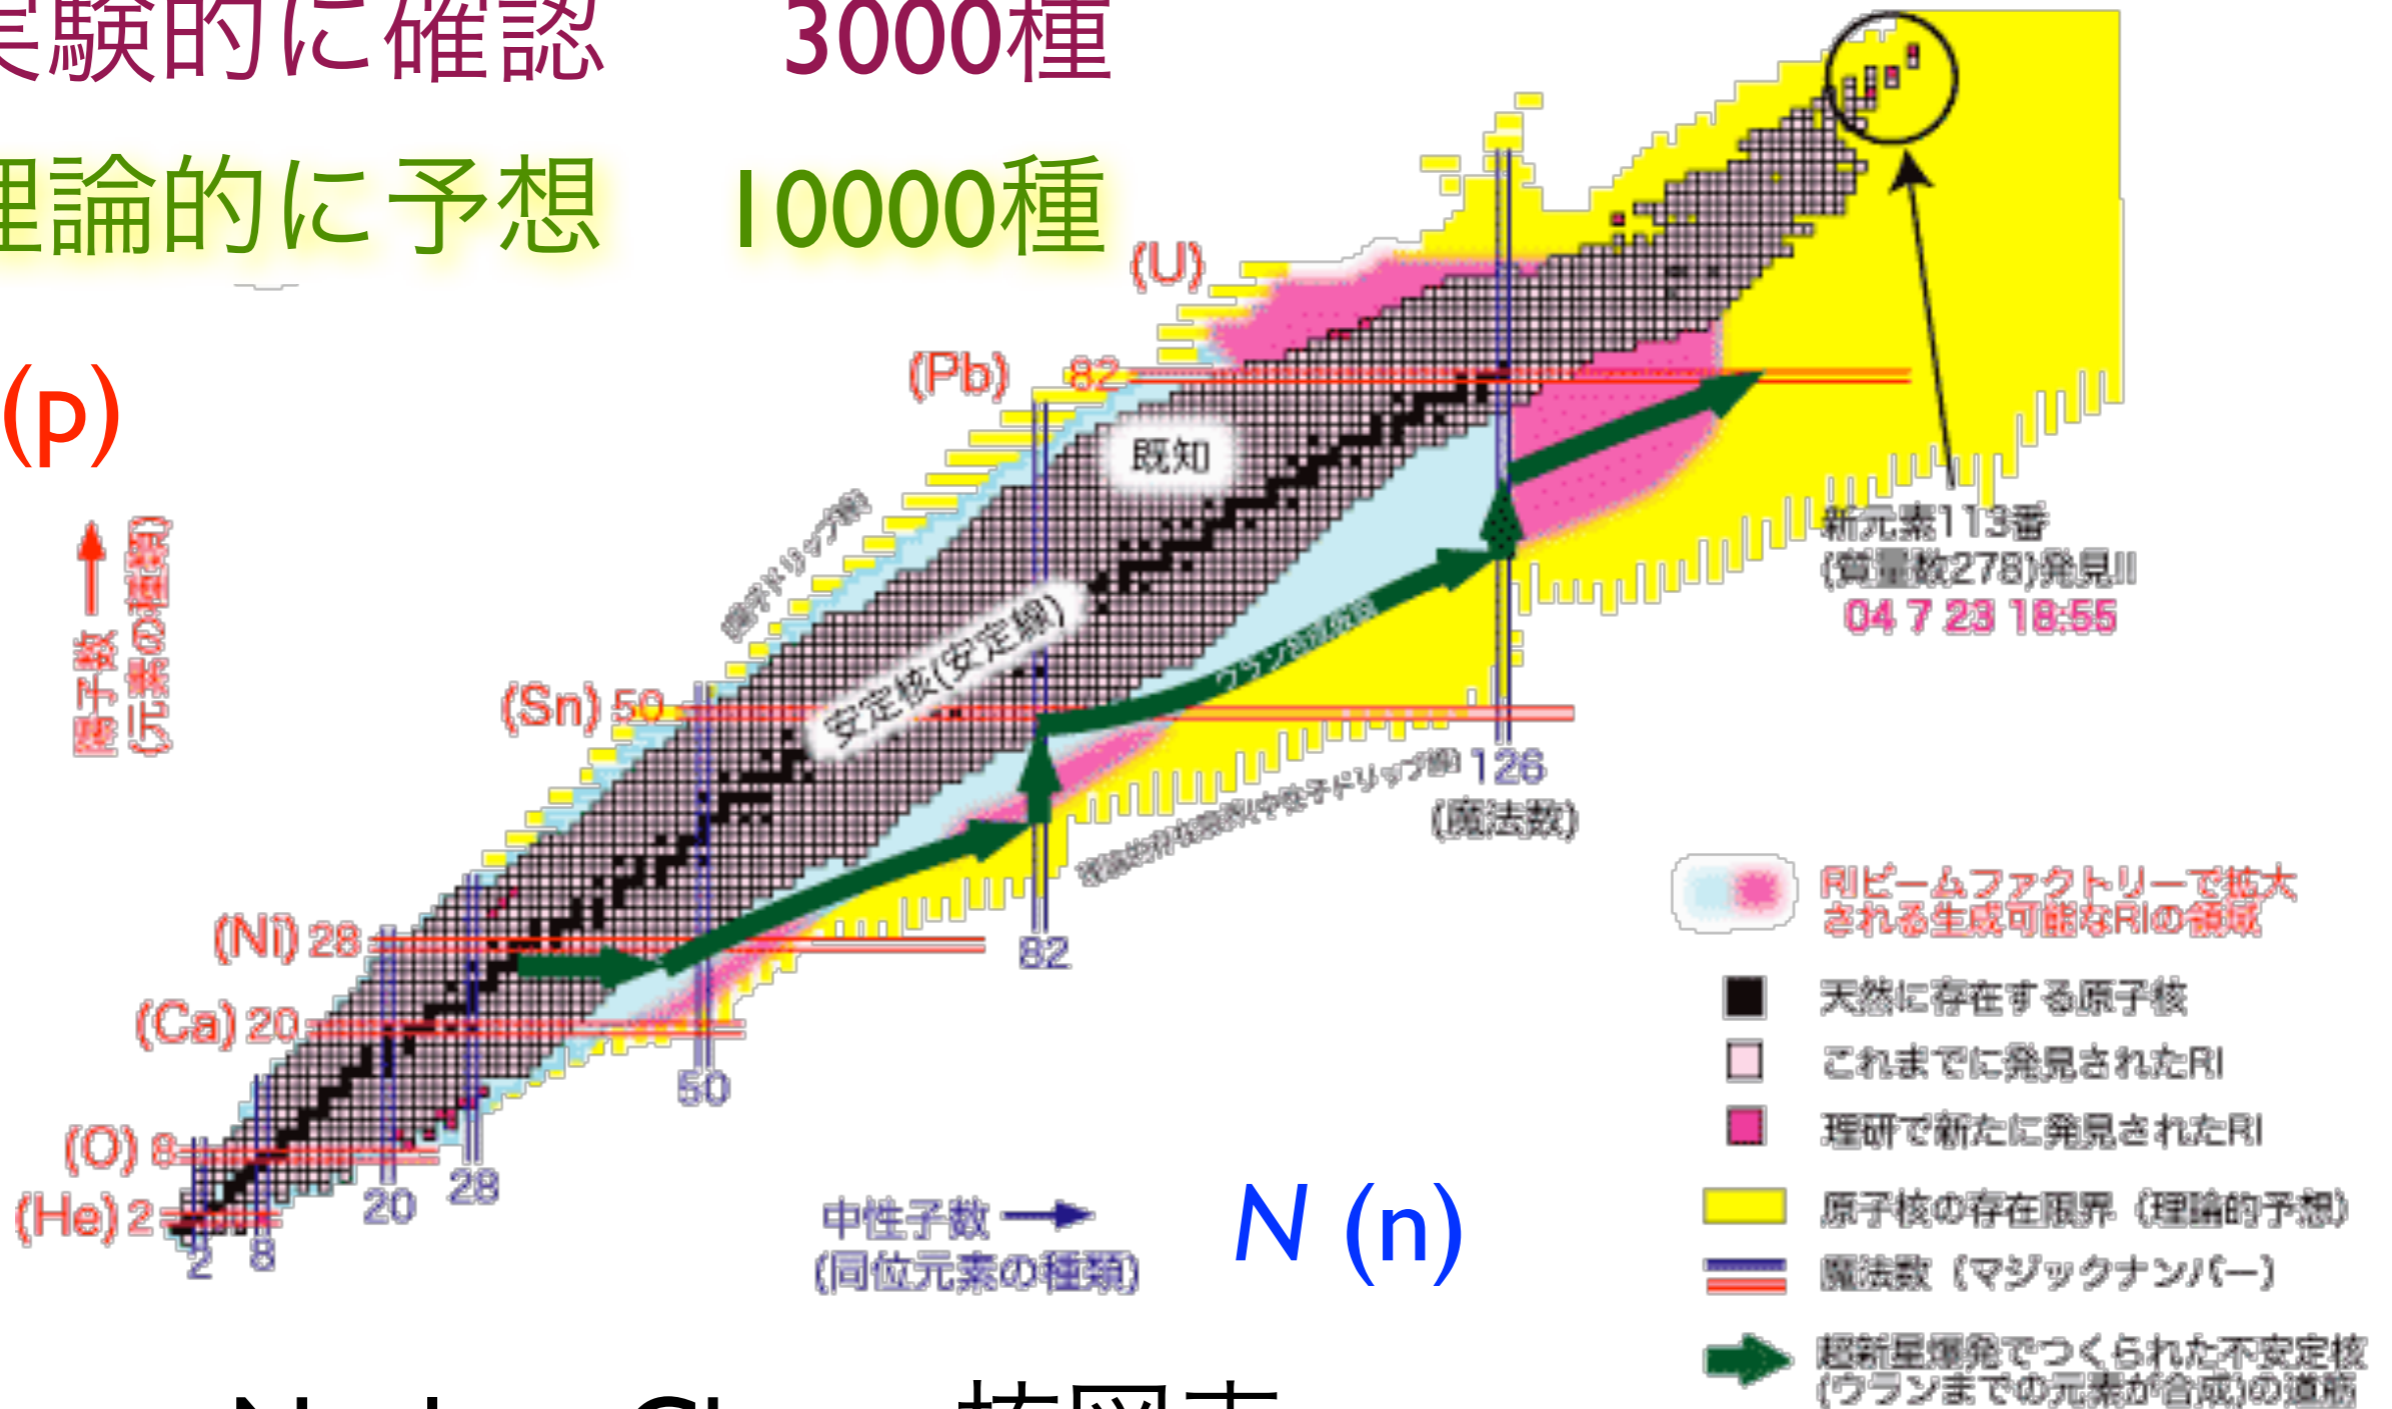 実験的に確認 3000種
理論的に予想 10000種
(U)
(Pb) 82
(p)
既知
陽子数
(元素の種類)
新元素113番
(質量数278)発見!!
04 7 23 18:55
安定核(安定線)
(Sn) 50
ウラン合成過程
126
(魔法数)
(Ni) 28
82
(Ca) 20
50
(O) 8
20
28
(He) 2
2
8
中性子数
(同位元素の種類)
N (n)
RIビームファクトリーで拡大
される生成可能なRIの領域
天然に存在する原子核
これまでに発見されたRI
理研で新たに発見されたRI
原子核の存在限界（理論的予想）
魔法数（マジックナンバー）
超新星爆発でつくられた不安定核
(ウランまでの元素が合成)の道筋
核図表